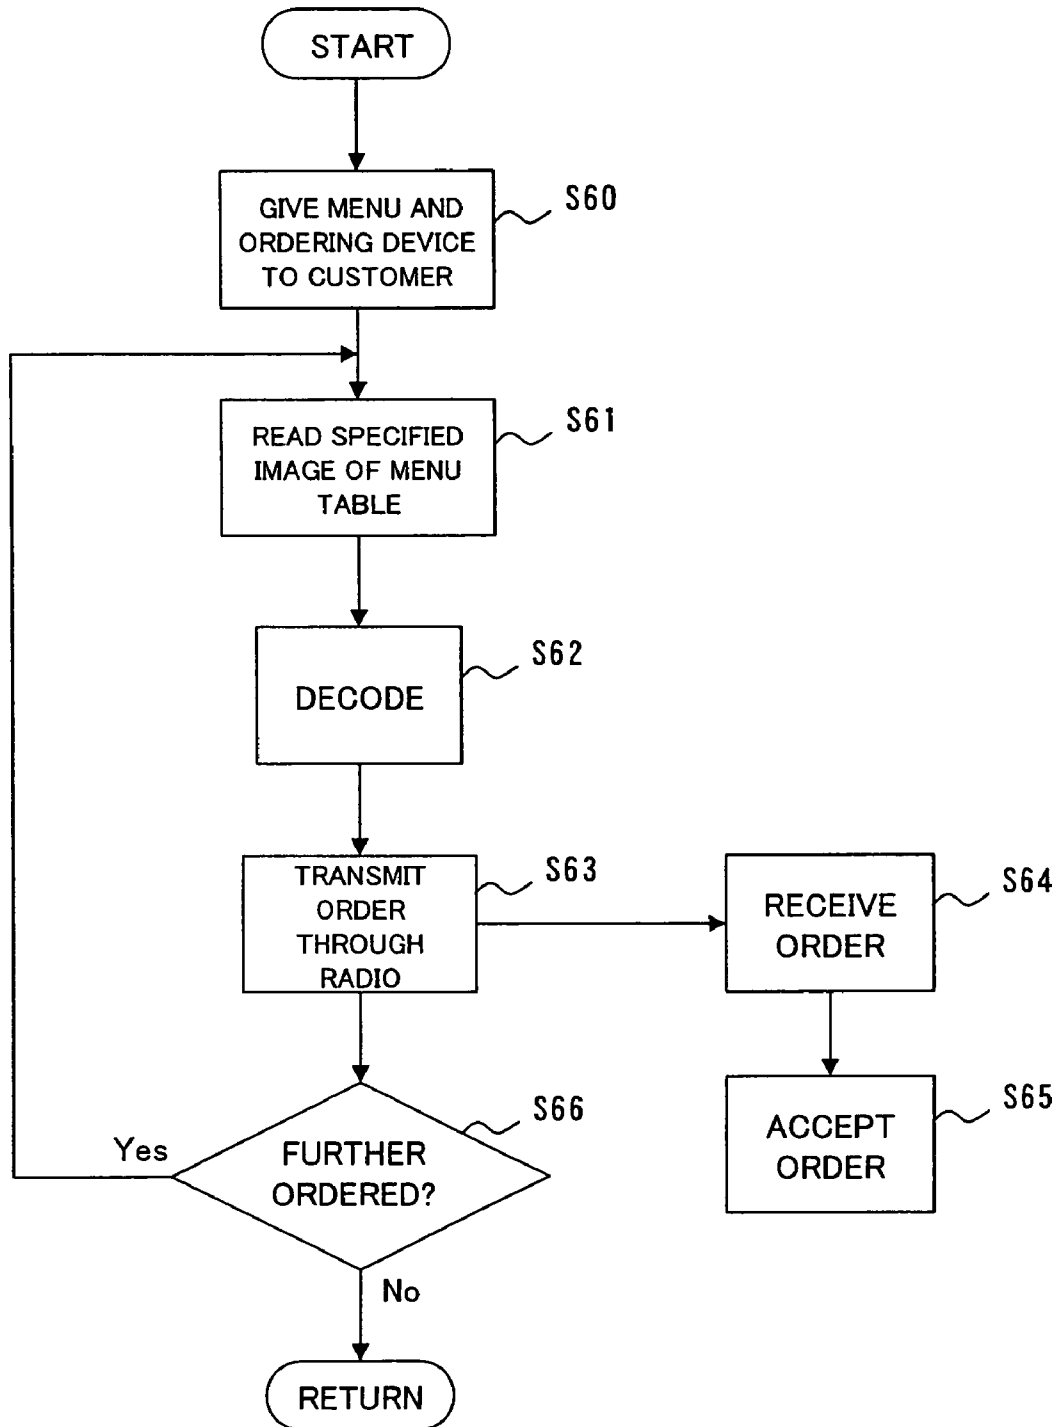 START
GIVE MENU AND
ORDERING DEVICE
TO CUSTOMER
S60
READ SPECIFIED
IMAGE OF MENU
TABLE
S61
DECODE
S62
TRANSMIT
ORDER
THROUGH
RADIO
S63
RECEIVE
ORDER
S64
ACCEPT
ORDER
S65
FURTHER
ORDERED?
S66
Yes
No
RETURN